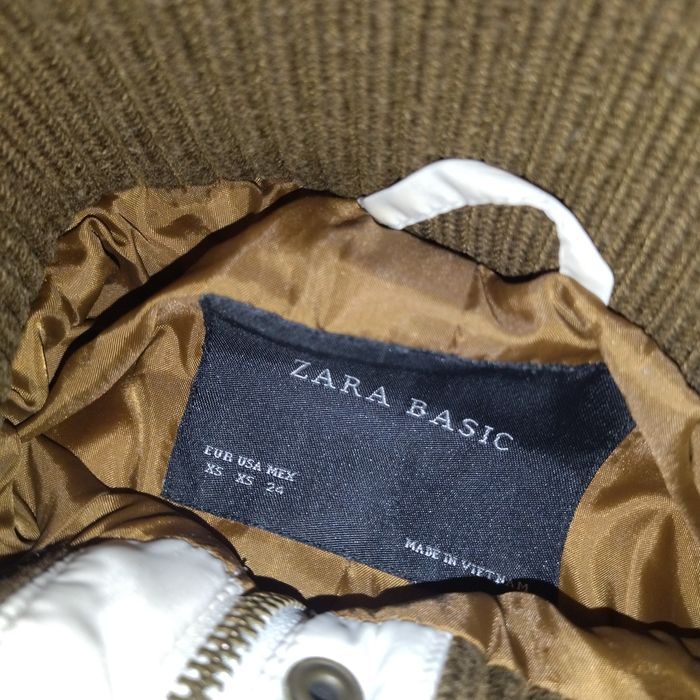 ZARA BASIC
EUR USA MEX
XS XS 24
MADE IN VIETNAM